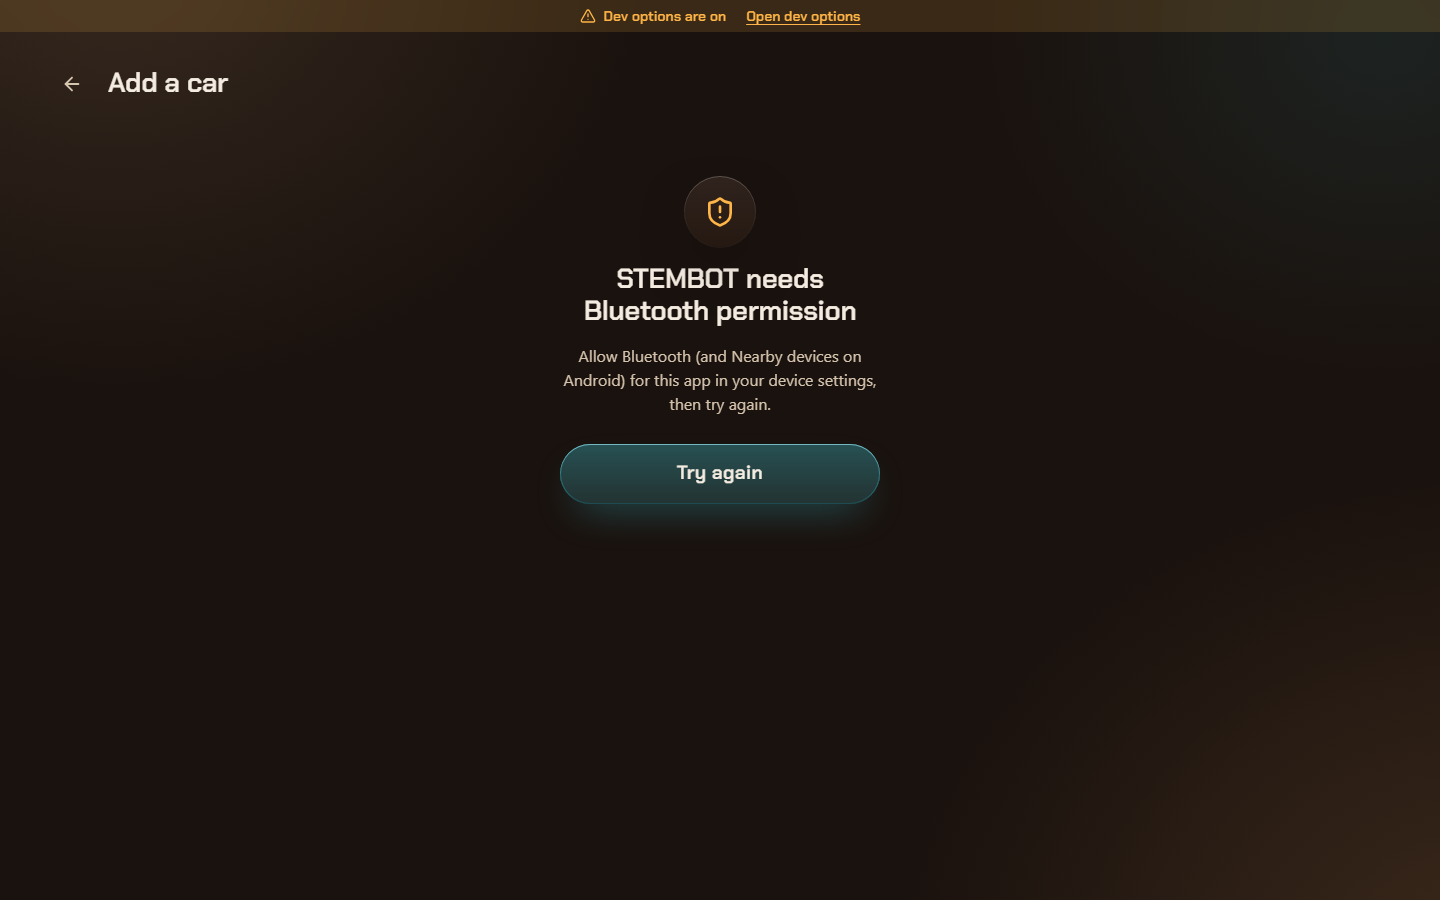 Dev options are on Open dev options
Add a car
STEMBOT needs
Bluetooth permission
Allow Bluetooth (and Nearby devices on
Android) for this app in your device settings,
then try again.
Try again